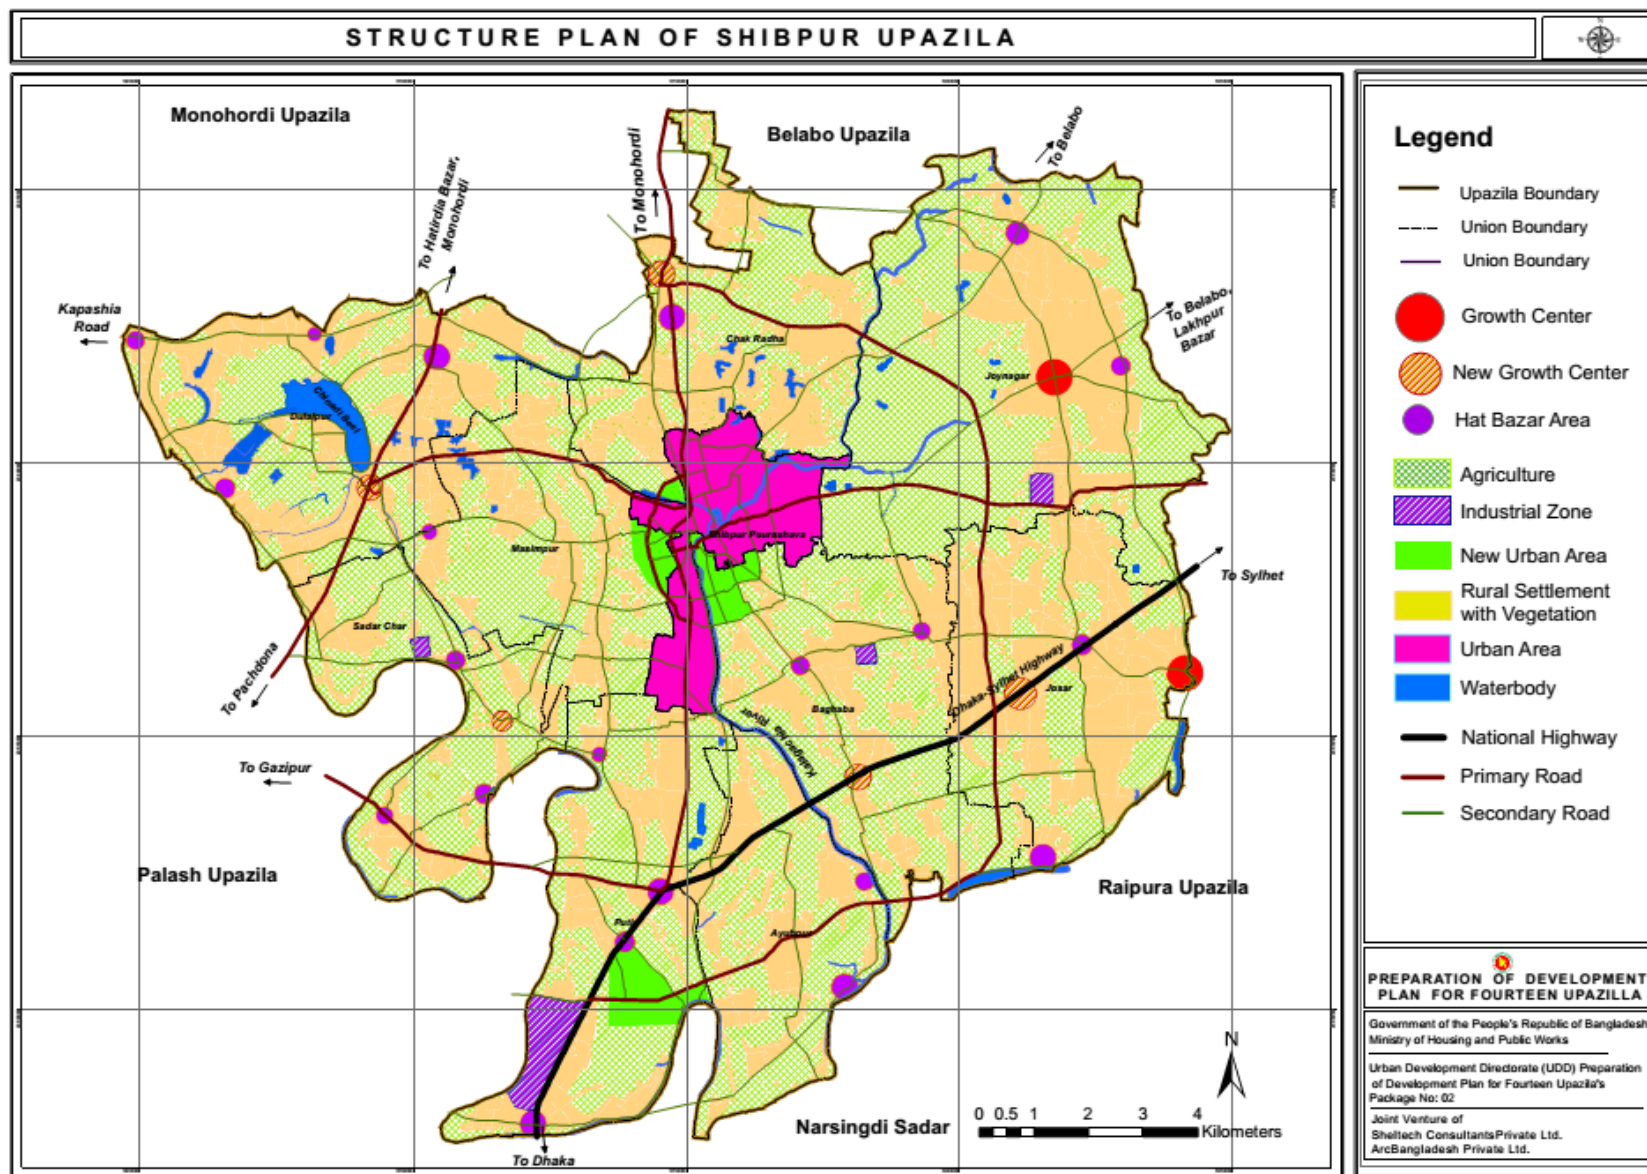 STRUCTURE PLAN OF SHIBPUR UPAZILA
N
Monohordi Upazila
Belabo Upazila
To Belabo
To Monohordi
To Hatirdia Bazar,
Monohordi
Kapashia
Road
To Belabo,
Lakhpur
Bazar
Chak Radha
Joynagar
Dulalpur
Shibpur Paurashava
Masimpur
To Sylhet
Sadar Char
To Pachdona
Dhaka-Sylhet Highway
Josar
Baghaba
River
To Gazipur
Palash Upazila
Raipura Upazila
Ayubpur
N
0 0.5 1 2 3 4
Kilometers
Narsingdi Sadar
To Dhaka
Legend
Upazila Boundary
Union Boundary
Union Boundary
Growth Center
New Growth Center
Hat Bazar Area
Agriculture
Industrial Zone
New Urban Area
Rural Settlement
with Vegetation
Urban Area
Waterbody
National Highway
Primary Road
Secondary Road
PREPARATION OF DEVELOPMENT
PLAN FOR FOURTEEN UPAZILLA
Government of the People's Republic of Bangladesh
Ministry of Housing and Public Works
Urban Development Directorate (UDD) Preparation
of Development Plan for Fourteen Upazila's
Package No: 02
Joint Venture of
Sheltech ConsultantsPrivate Ltd.
ArcBangladesh Private Ltd.